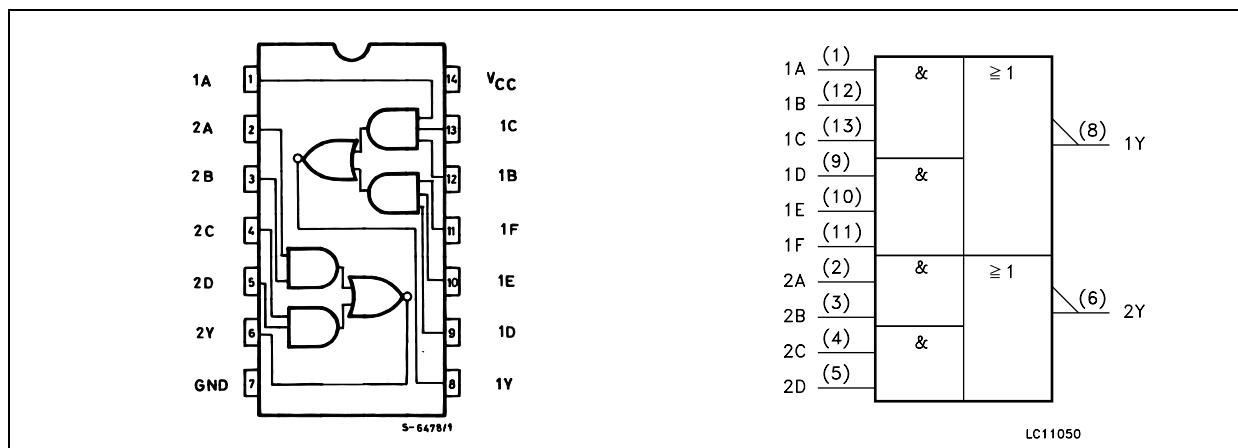 1A 1 14 VCC
2A 2 13 1C
2B 3 12 1B
2C 4 11 1F
2D 5 10 1E
2Y 6 9 1D
GND 7 8 1Y
S-6478/1
1A (1) & ≧1
1B (12)
1C (13)
(8) 1Y
1D (9) &
1E (10)
1F (11)
2A (2) & ≧1
2B (3)
(6) 2Y
2C (4) &
2D (5)
LC11050